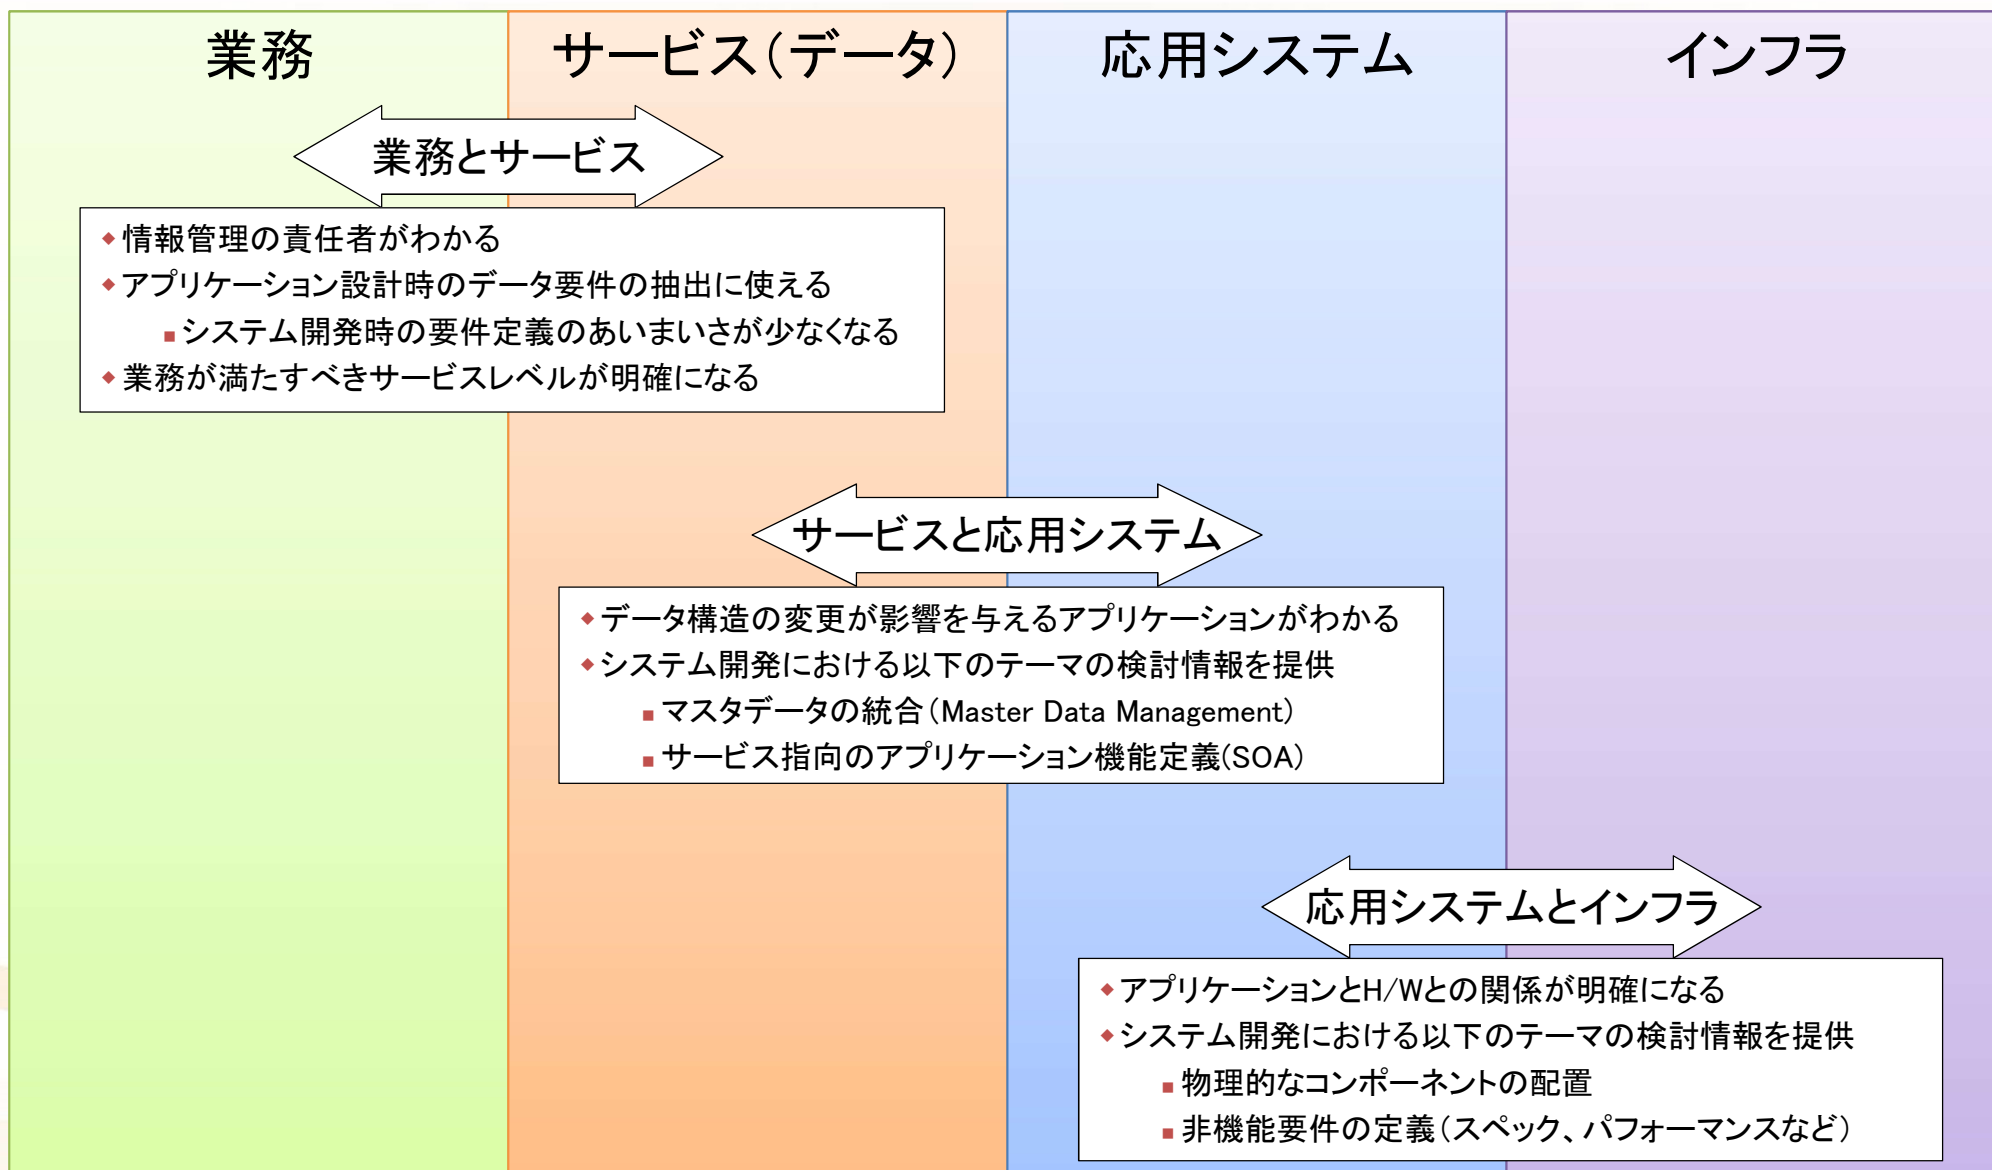 業務
サービス（データ）
応用システム
インフラ
業務とサービス
◆情報管理の責任者がわかる
◆アプリケーション設計時のデータ要件の抽出に使える
■システム開発時の要件定義のあいまいさが少なくなる
◆業務が満たすべきサービスレベルが明確になる
サービスと応用システム
◆データ構造の変更が影響を与えるアプリケーションがわかる
◆システム開発における以下のテーマの検討情報を提供
■マスタデータの統合（Master Data Management）
■サービス指向のアプリケーション機能定義(SOA)
応用システムとインフラ
◆アプリケーションとH/Wとの関係が明確になる
◆システム開発における以下のテーマの検討情報を提供
■物理的なコンポーネントの配置
■非機能要件の定義（スペック、パフォーマンスなど）